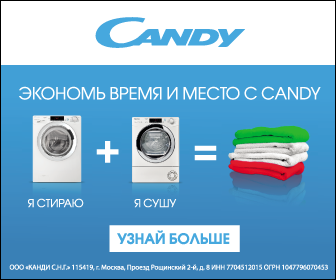 CANDY
ЭКОНОМЬ ВРЕМЯ И МЕСТО С CANDY
+ =
Я СТИРАЮ Я СУШУ
УЗНАЙ БОЛЬШЕ
ООО «КАНДИ С.Н.Г.» 115419, г. Москва, Проезд Рощинский 2-й, д. 8 ИНН 7704512015 ОГРН 1047796070453